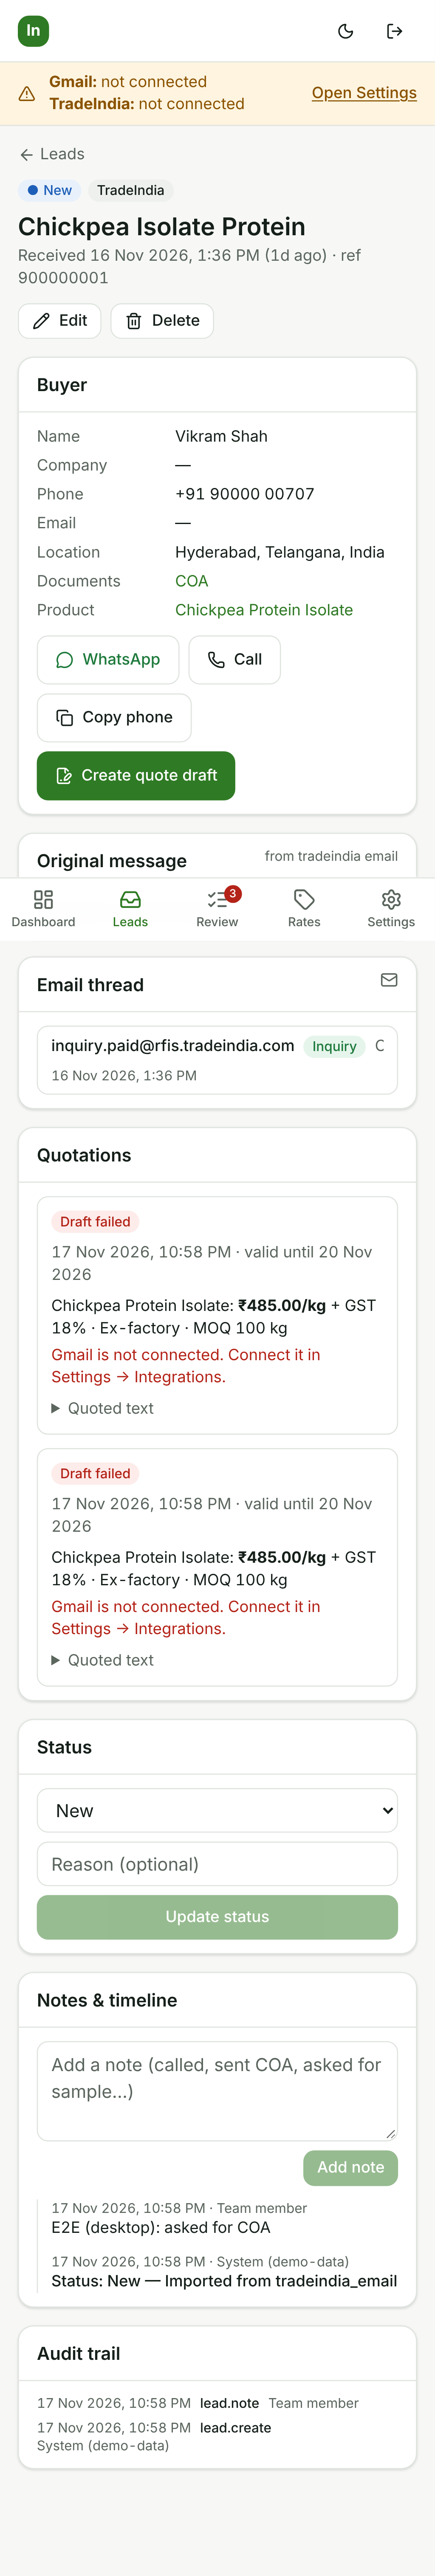 In
Gmail: not connected
TradeIndia: not connected
Open Settings
← Leads
New
TradeIndia
Chickpea Isolate Protein
Received 16 Nov 2026, 1:36 PM (1d ago) · ref
900000001
Edit
Delete
Buyer
Name Vikram Shah
Company —
Phone +91 90000 00707
Email —
Location Hyderabad, Telangana, India
Documents COA
Product Chickpea Protein Isolate
WhatsApp
Call
Copy phone
Create quote draft
Original message from tradeindia email
Dashboard
Leads
Review
3
Rates
Settings
Email thread
inquiry.paid@rfis.tradeindia.com Inquiry C
16 Nov 2026, 1:36 PM
Quotations
Draft failed
17 Nov 2026, 10:58 PM · valid until 20 Nov
2026
Chickpea Protein Isolate: ₹485.00/kg + GST
18% · Ex-factory · MOQ 100 kg
Gmail is not connected. Connect it in
Settings → Integrations.
▶ Quoted text
Draft failed
17 Nov 2026, 10:58 PM · valid until 20 Nov
2026
Chickpea Protein Isolate: ₹485.00/kg + GST
18% · Ex-factory · MOQ 100 kg
Gmail is not connected. Connect it in
Settings → Integrations.
▶ Quoted text
Status
New
Reason (optional)
Update status
Notes & timeline
Add a note (called, sent COA, asked for
sample...)
Add note
17 Nov 2026, 10:58 PM · Team member
E2E (desktop): asked for COA
17 Nov 2026, 10:58 PM · System (demo-data)
Status: New — Imported from tradeindia_email
Audit trail
17 Nov 2026, 10:58 PM lead.note Team member
17 Nov 2026, 10:58 PM lead.create
System (demo-data)